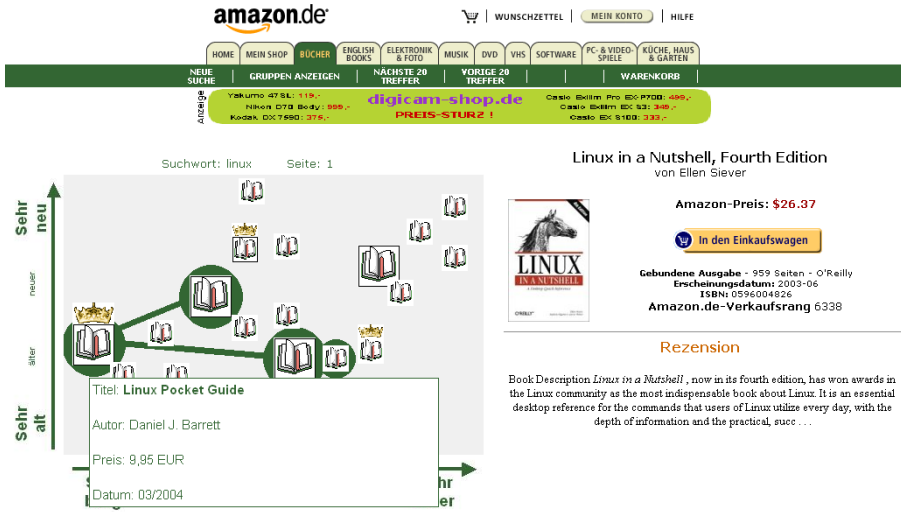 amazon.de
WUNSCHZETTEL
MEIN KONTO
HILFE
HOME
MEIN SHOP
BÜCHER
ENGLISH
BOOKS
ELEKTRONIK
& FOTO
MUSIK
DVD
VHS
SOFTWARE
PC- & VIDEO-
SPIELE
KÜCHE, HAUS
& GARTEN
NEUE
SUCHE
GRUPPEN ANZEIGEN
NÄCHSTE 20
TREFFER
VORIGE 20
TREFFER
WARENKORB
Anzeige
Yakumo 47SL: 119,-
Nikon D70 Body: 999,-
Kodak DX 7590: 375,-
digicam-shop.de
PREIS-STURZ !
Casio Exilim Pro EX-P700: 499,-
Casio Exilim EX S3: 349,-
Casio EX S100: 333,-
Suchwort: linux Seite: 1
Sehr
neu
neuer
älter
Sehr
alt
Titel: Linux Pocket Guide
Autor: Daniel J. Barrett
Preis: 9,95 EUR
Datum: 03/2004
Linux in a Nutshell, Fourth Edition
von Ellen Siever
LINUX
IN A NUTSHELL
O'REILLY
Amazon-Preis: $26.37
In den Einkaufswagen
Gebundene Ausgabe - 959 Seiten - O'Reilly
Erscheinungsdatum: 2003-06
ISBN: 0596004826
Amazon.de-Verkaufsrang 6338
Rezension
Book Description Linux in a Nutshell , now in its fourth edition, has won awards in
the Linux community as the most indispensable book about Linux. It is an essential
desktop reference for the commands that users of Linux utilize every day, with the
depth of information and the practical, succ . . .